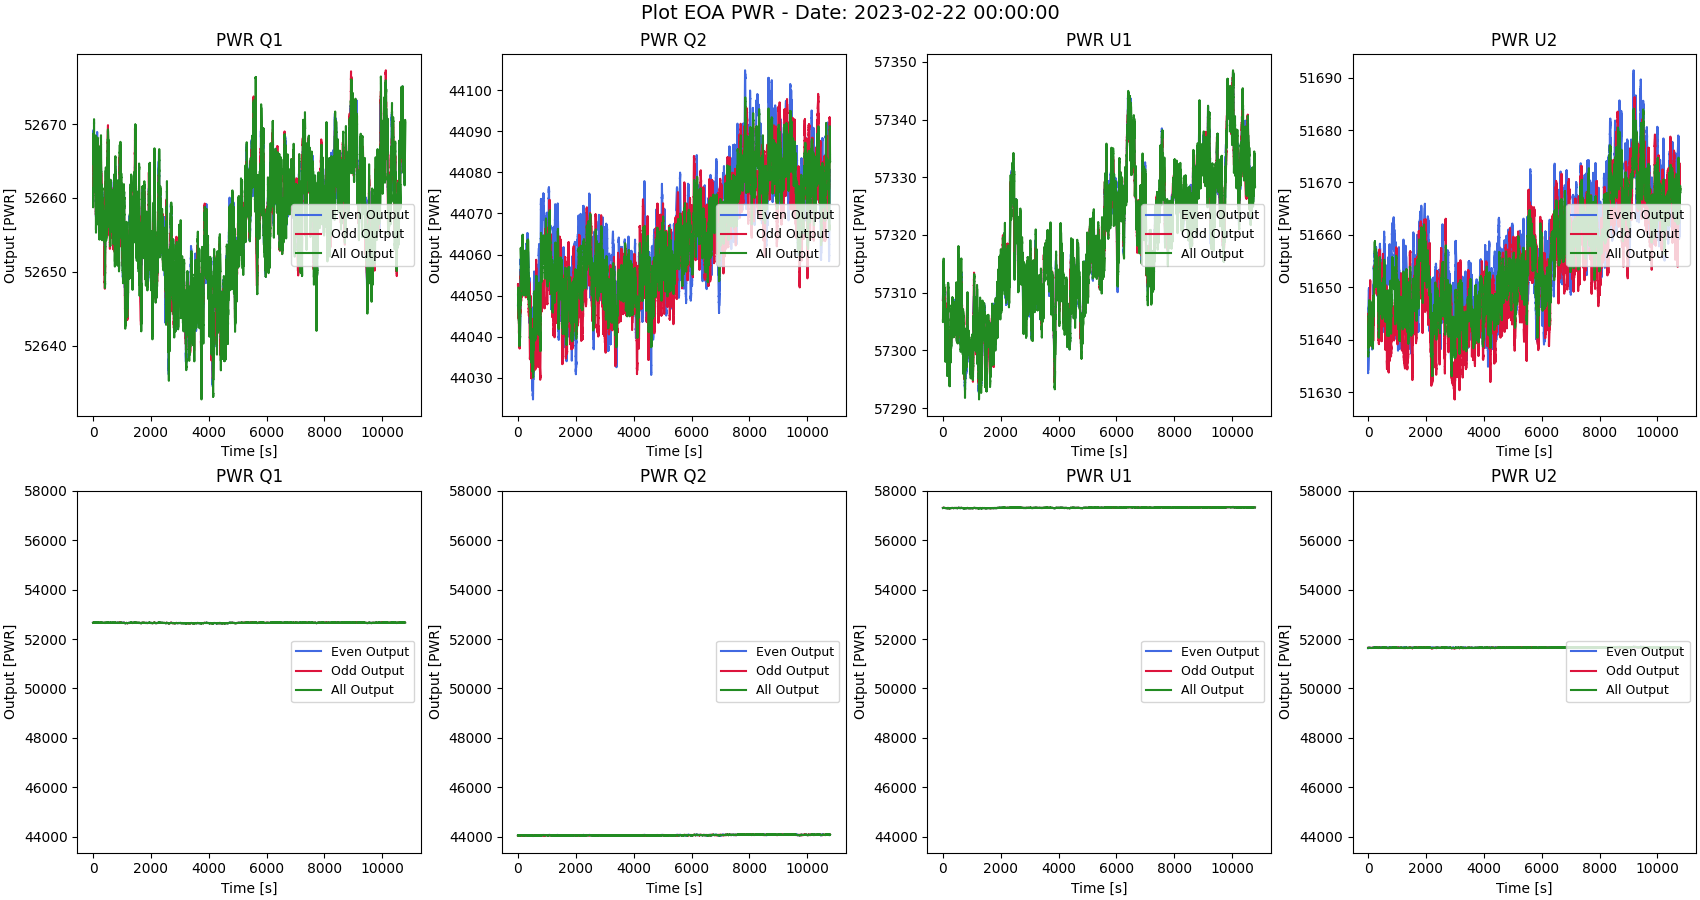 Plot EOA PWR - Date: 2023-02-22 00:00:00
PWR Q1
Output [PWR]
52670
52660
52650
52640
Even Output
Odd Output
All Output
0 2000 4000 6000 8000 10000
Time [s]
PWR Q2
Output [PWR]
44100
44090
44080
44070
44060
44050
44040
44030
Even Output
Odd Output
All Output
0 2000 4000 6000 8000 10000
Time [s]
PWR U1
Output [PWR]
57350
57340
57330
57320
57310
57300
57290
Even Output
Odd Output
All Output
0 2000 4000 6000 8000 10000
Time [s]
PWR U2
Output [PWR]
51690
51680
51670
51660
51650
51640
51630
Even Output
Odd Output
All Output
0 2000 4000 6000 8000 10000
Time [s]
PWR Q1
Output [PWR]
58000
56000
54000
52000
50000
48000
46000
44000
Even Output
Odd Output
All Output
0 2000 4000 6000 8000 10000
Time [s]
PWR Q2
Output [PWR]
58000
56000
54000
52000
50000
48000
46000
44000
Even Output
Odd Output
All Output
0 2000 4000 6000 8000 10000
Time [s]
PWR U1
Output [PWR]
58000
56000
54000
52000
50000
48000
46000
44000
Even Output
Odd Output
All Output
0 2000 4000 6000 8000 10000
Time [s]
PWR U2
Output [PWR]
58000
56000
54000
52000
50000
48000
46000
44000
Even Output
Odd Output
All Output
0 2000 4000 6000 8000 10000
Time [s]